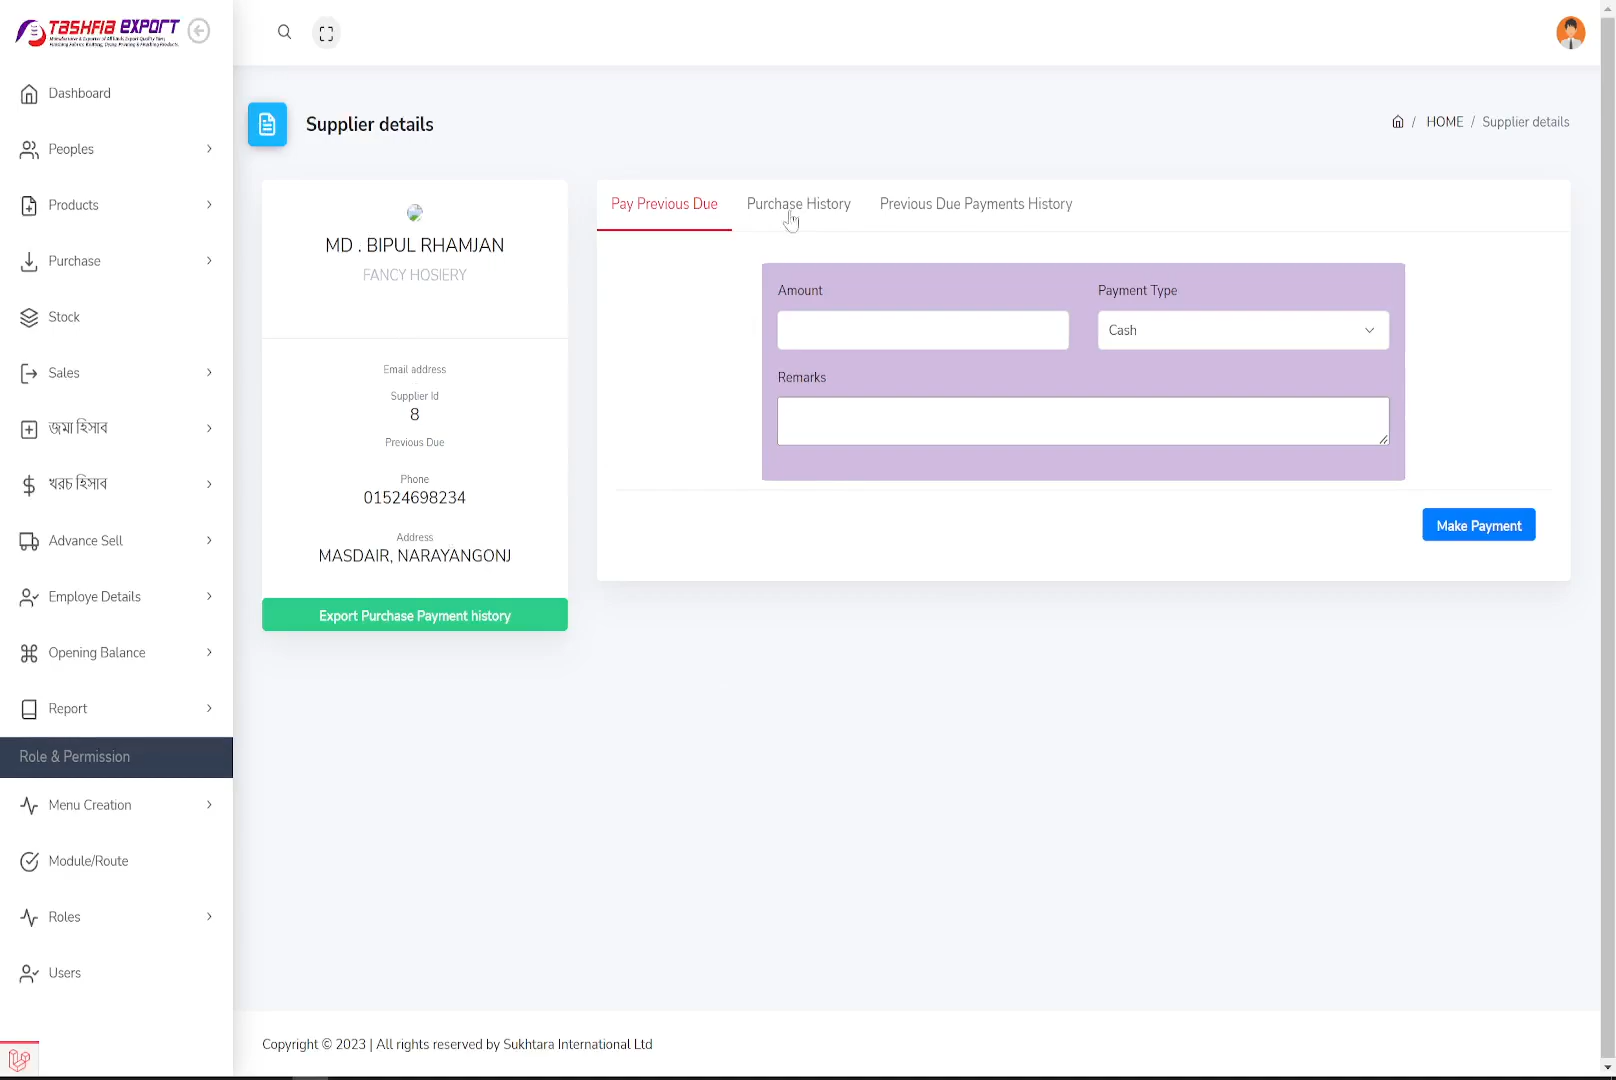 TASHFIA EXPORT
Dashboard
Peoples
Products
Purchase
Stock
Sales
জমা হিসাব
খরচ হিসাব
Advance Sell
Employe Details
Opening Balance
Report
Role & Permission
Menu Creation
Module/Route
Roles
Users
Supplier details
/ HOME / Supplier details
MD . BIPUL RHAMJAN
FANCY HOSIERY
Email address
Supplier Id
8
Previous Due
Phone
01524698234
Address
MASDAIR, NARAYANGONJ
Export Purchase Payment history
Pay Previous Due Purchase History Previous Due Payments History
Amount Payment Type
Cash
Remarks
Make Payment
Copyright © 2023 | All rights reserved by Sukhtara International Ltd